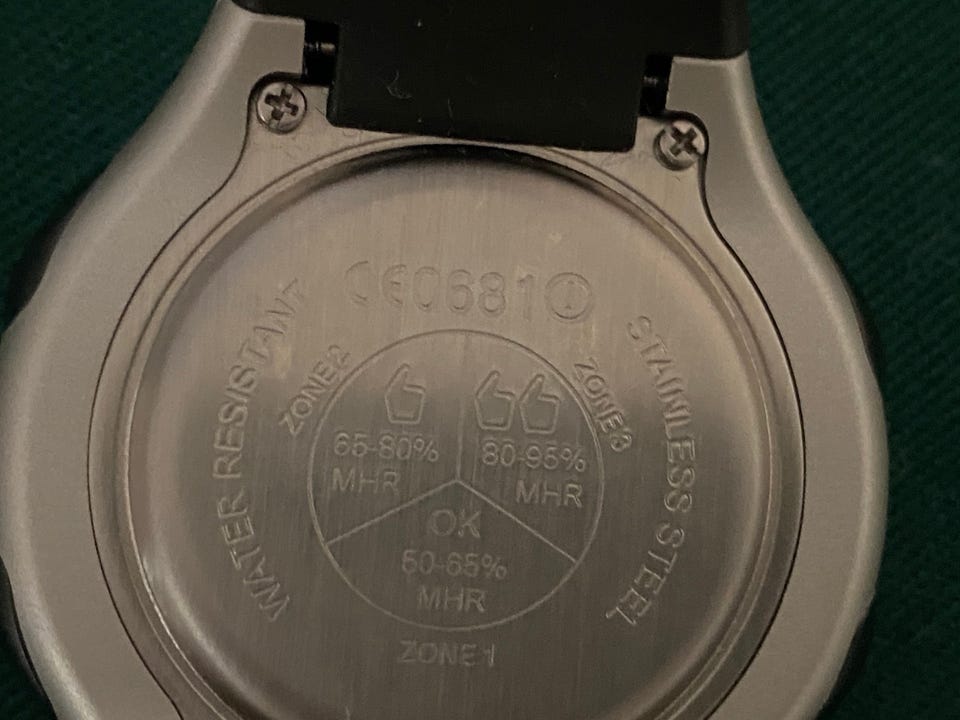 CE0681
WATER RESISTANT
STAINLESS STEEL
ZONE2
ZONE3
65-80%
MHR
80-95%
MHR
OK
50-65%
MHR
ZONE1